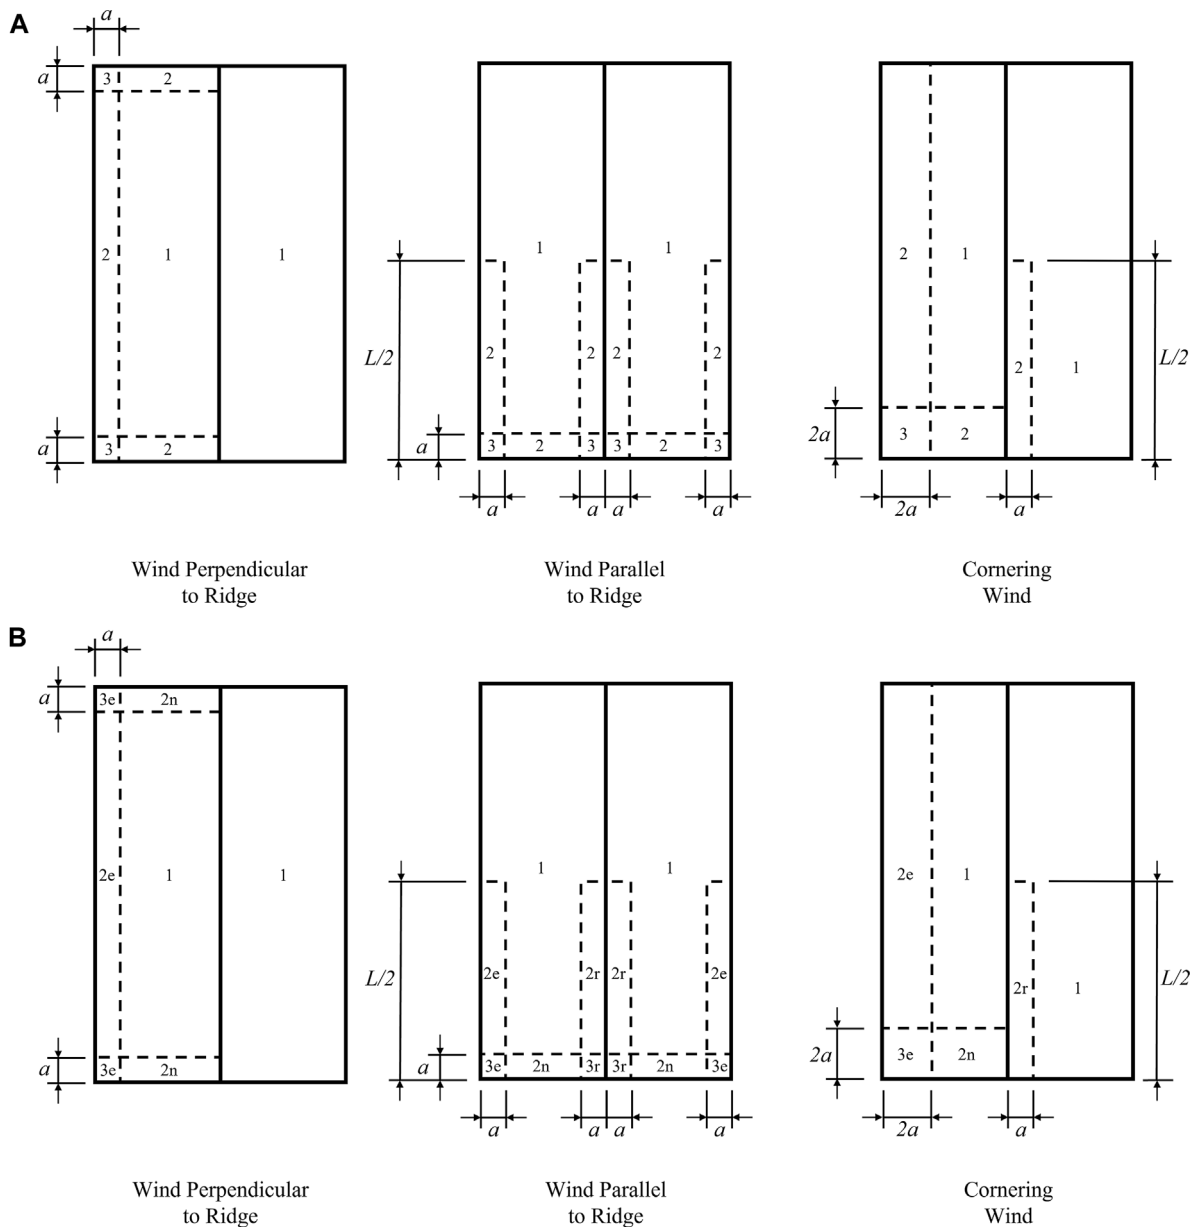 A
a
a
3
2
2
1
1
a
3
2
Wind Perpendicular
to Ridge
1
1
L/2
2
2
2
2
a
3
2
3
3
2
3
a
a
a
a
Wind Parallel
to Ridge
2
1
2
1
L/2
2a
3
2
2a
a
Cornering
Wind
B
a
a
3e
2n
2e
1
1
a
3e
2n
Wind Perpendicular
to Ridge
1
1
L/2
2e
2r
2r
2e
a
3e
2n
3r
3r
2n
3e
a
a
a
a
Wind Parallel
to Ridge
2e
1
2r
1
L/2
2a
3e
2n
2a
a
Cornering
Wind